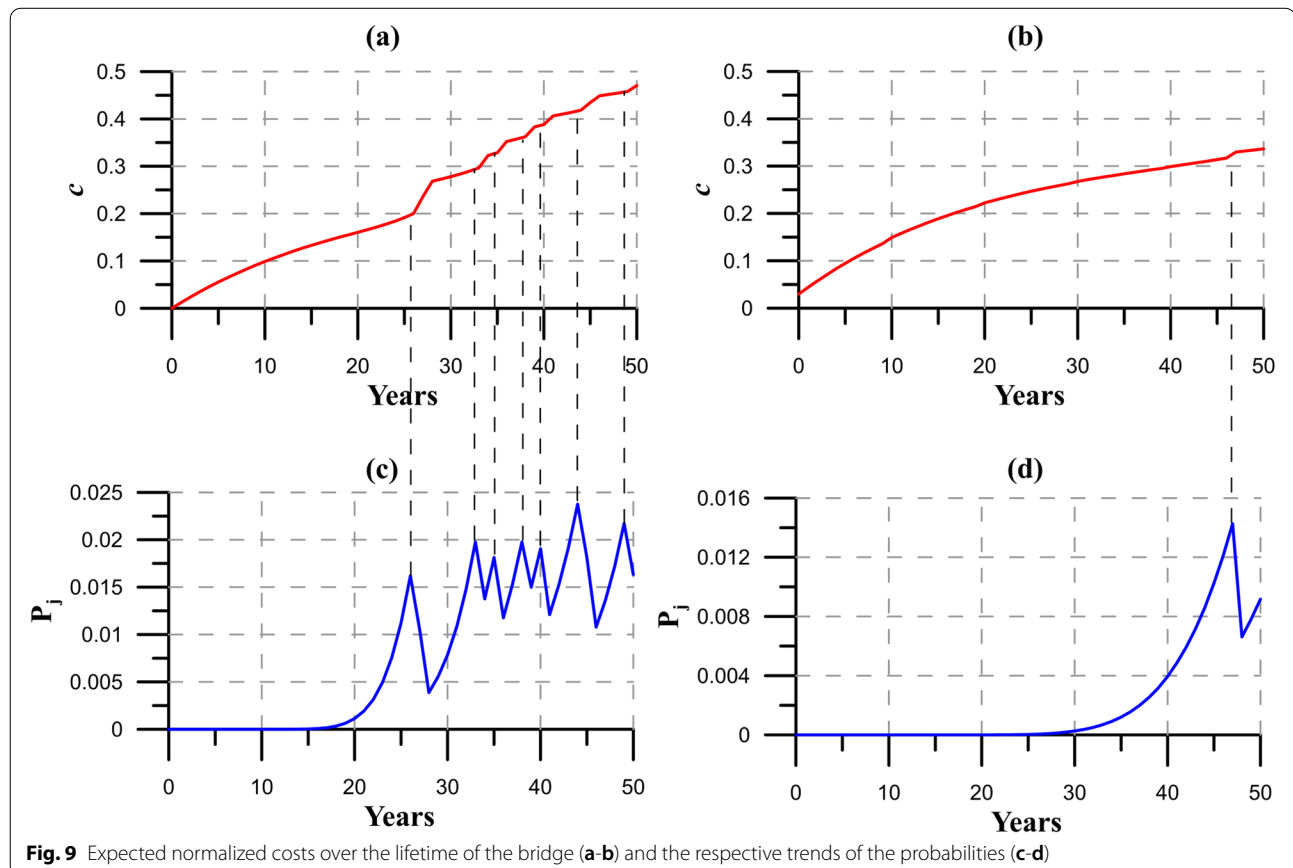 (a)
(b)
0.5
0.4
0.3
0.2
0.1
0
c
0 10 20 30 40 50
Years
0.5
0.4
0.3
0.2
0.1
0
c
0 10 20 30 40 50
Years
(c)
(d)
0.025
0.02
0.015
0.01
0.005
0
Pj
0 10 20 30 40 50
Years
0.016
0.012
0.008
0.004
0
Pj
0 10 20 30 40 50
Years
Fig. 9 Expected normalized costs over the lifetime of the bridge (a-b) and the respective trends of the probabilities (c-d)